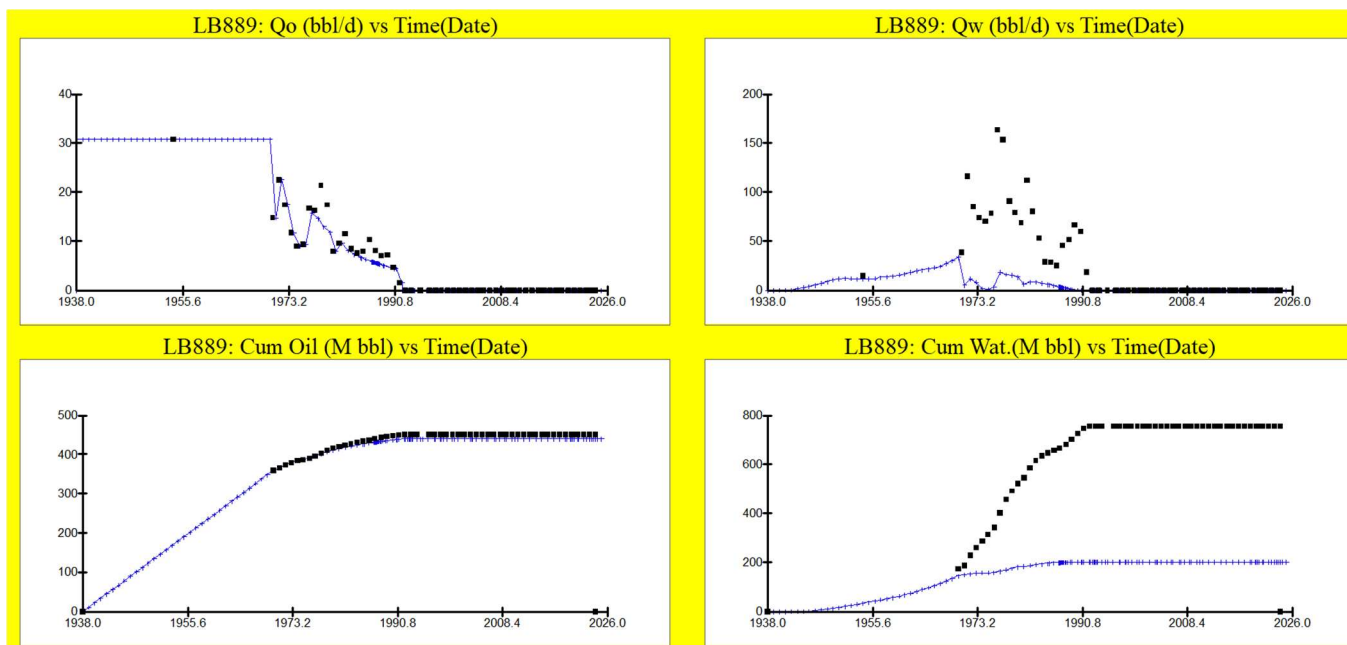 LB889: Qo (bbl/d) vs Time(Date)
40
30
20
10
0
1938.0 1955.6 1973.2 1990.8 2008.4 2026.0
LB889: Qw (bbl/d) vs Time(Date)
200
150
100
50
0
1938.0 1955.6 1973.2 1990.8 2008.4 2026.0
LB889: Cum Oil (M bbl) vs Time(Date)
500
400
300
200
100
0
1938.0 1955.6 1973.2 1990.8 2008.4 2026.0
LB889: Cum Wat.(M bbl) vs Time(Date)
800
600
400
200
0
1938.0 1955.6 1973.2 1990.8 2008.4 2026.0